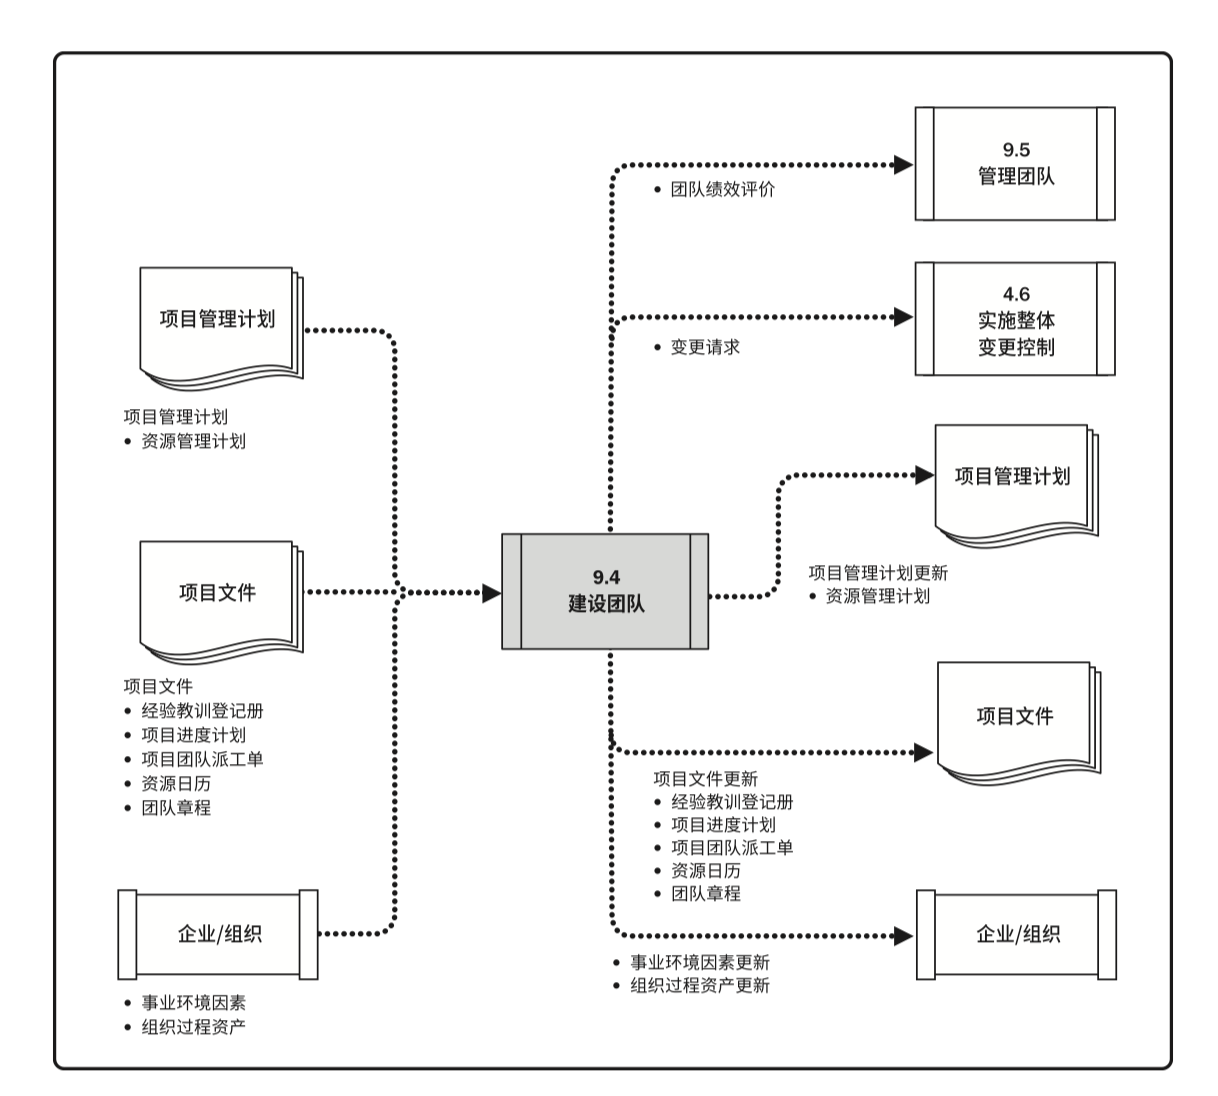 项目管理计划
项目管理计划
• 资源管理计划
项目文件
项目文件
• 经验教训登记册
• 项目进度计划
• 项目团队派工单
• 资源日历
• 团队章程
企业/组织
• 事业环境因素
• 组织过程资产
9.4
建设团队
• 团队绩效评价
9.5
管理团队
• 变更请求
4.6
实施整体
变更控制
项目管理计划
项目管理计划更新
• 资源管理计划
项目文件
项目文件更新
• 经验教训登记册
• 项目进度计划
• 项目团队派工单
• 资源日历
• 团队章程
企业/组织
• 事业环境因素更新
• 组织过程资产更新